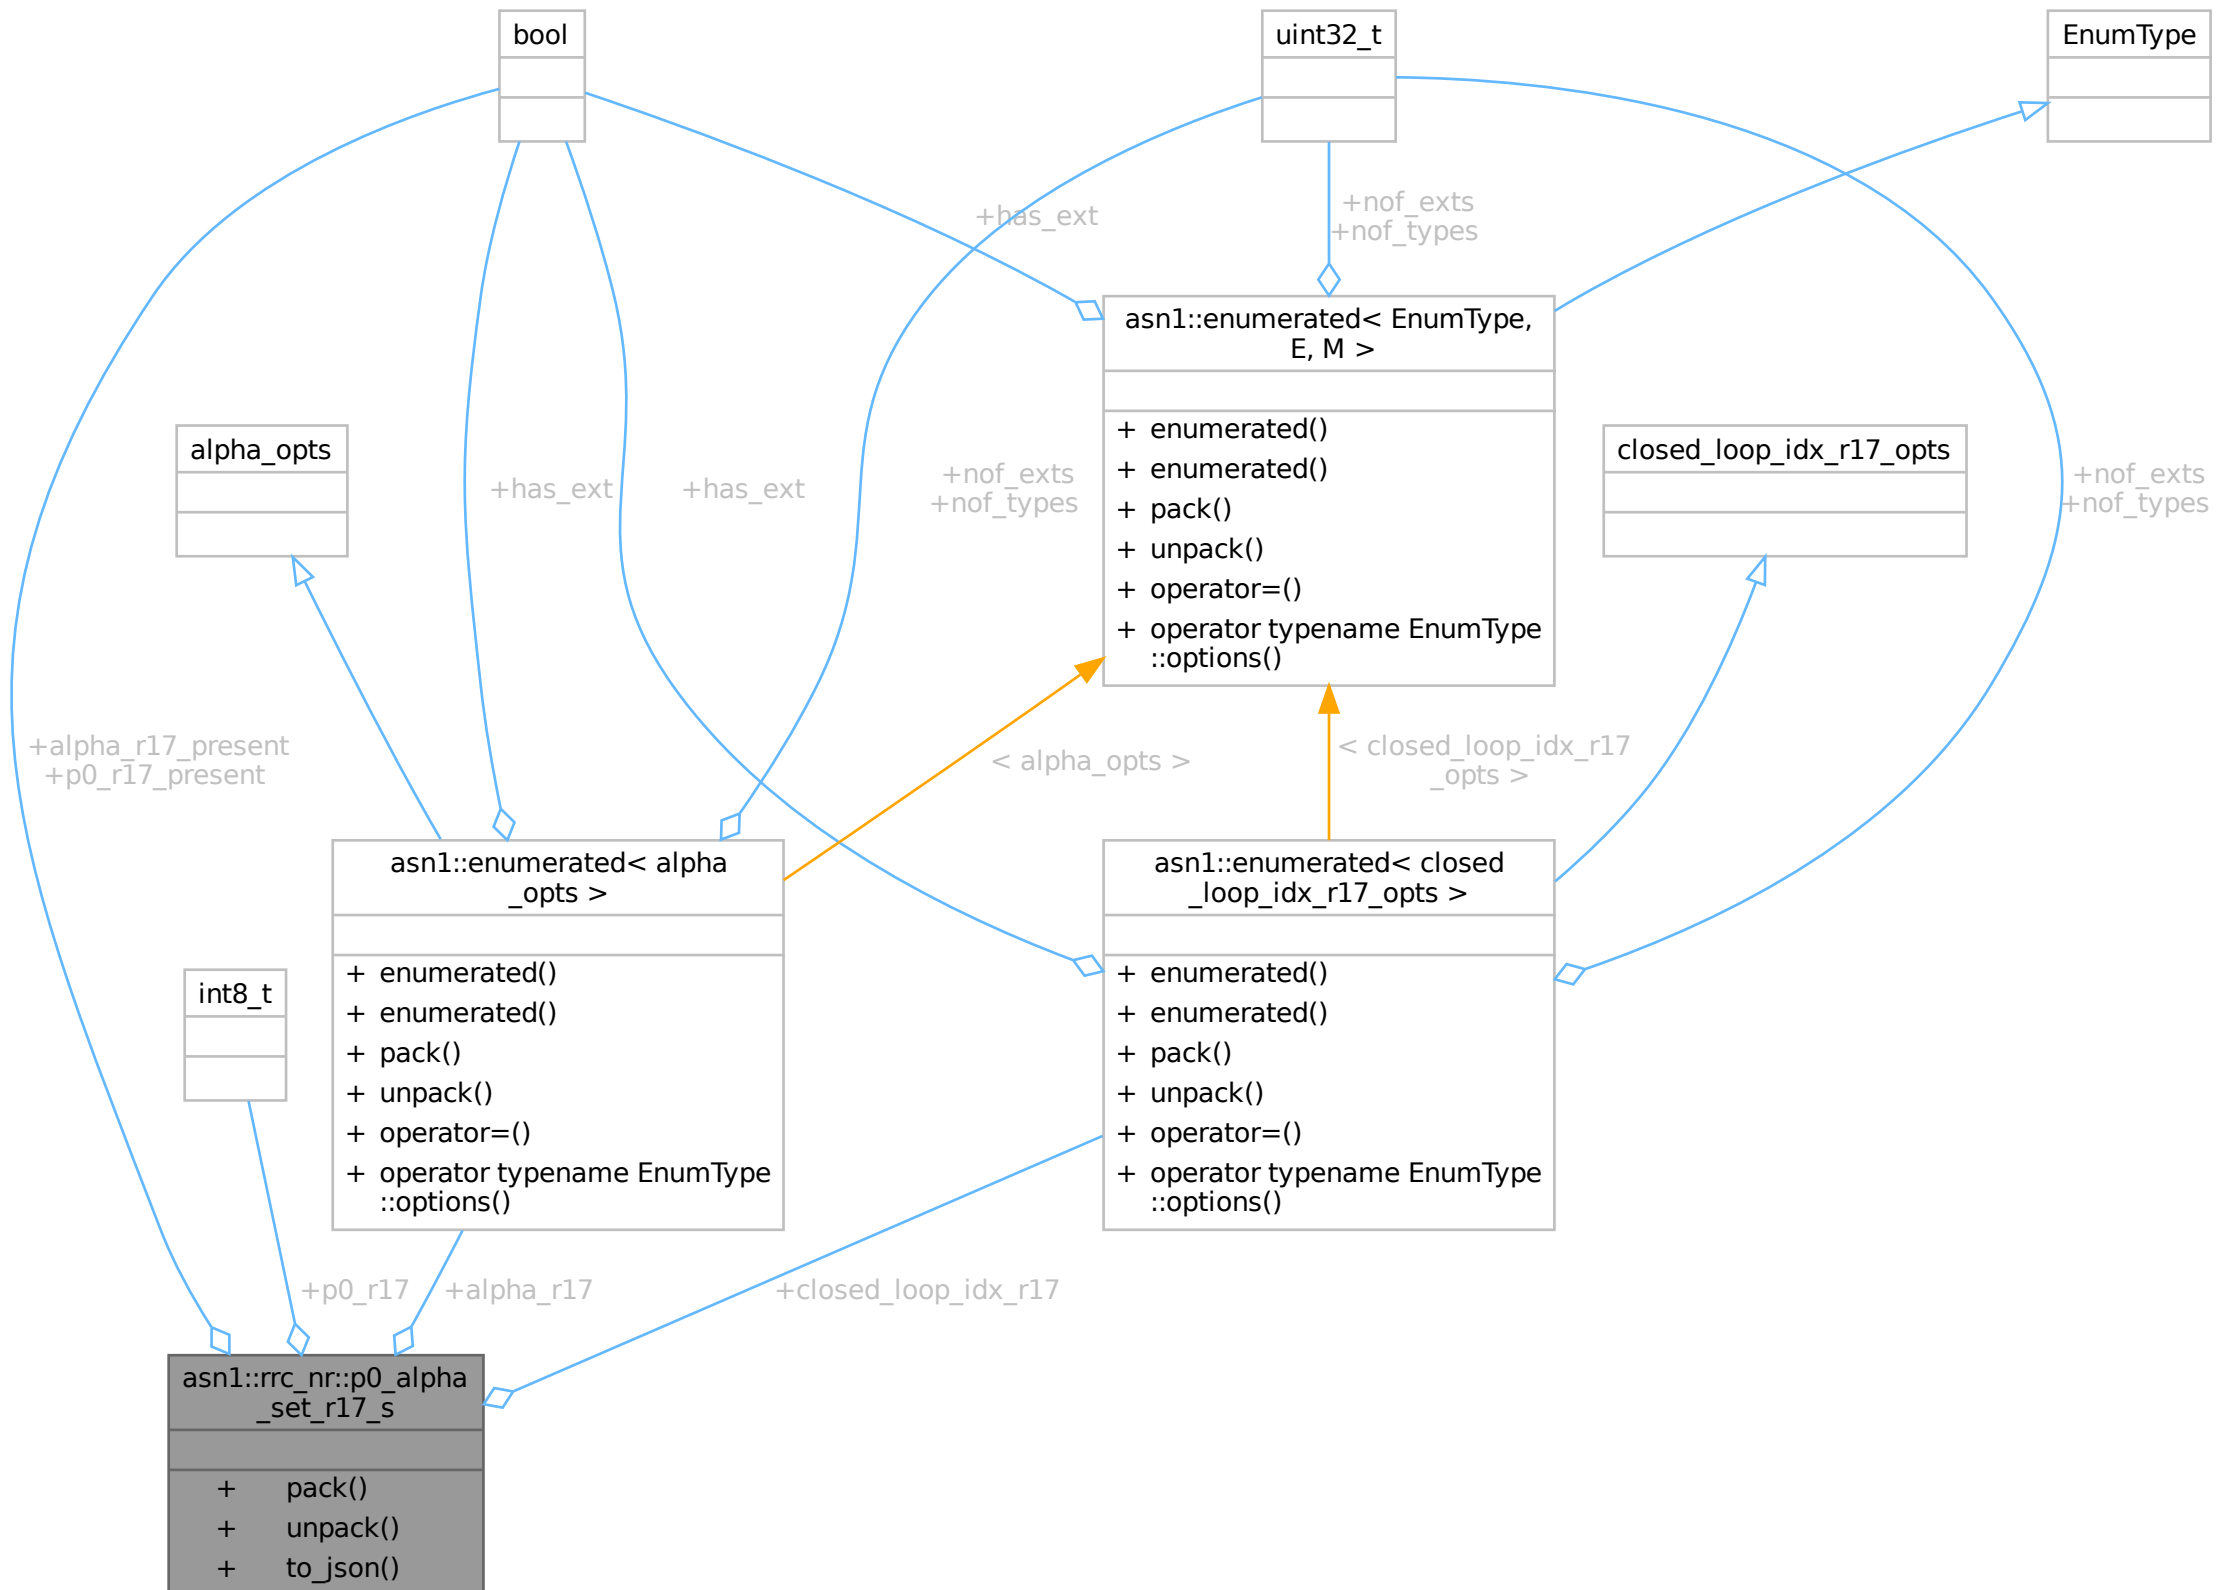 bool
uint32_t
EnumType
+has_ext
+nof_exts
+nof_types
asn1::enumerated< EnumType,
E, M >
+ enumerated()
+ enumerated()
+ pack()
+ unpack()
+ operator=()
+ operator typename EnumType
::options()
alpha_opts
closed_loop_idx_r17_opts
+has_ext
+has_ext
+nof_exts
+nof_types
+nof_exts
+nof_types
+alpha_r17_present
+p0_r17_present
< alpha_opts >
< closed_loop_idx_r17
_opts >
asn1::enumerated< alpha
_opts >
+ enumerated()
+ enumerated()
+ pack()
+ unpack()
+ operator=()
+ operator typename EnumType
::options()
asn1::enumerated< closed
_loop_idx_r17_opts >
+ enumerated()
+ enumerated()
+ pack()
+ unpack()
+ operator=()
+ operator typename EnumType
::options()
int8_t
+p0_r17
+alpha_r17
+closed_loop_idx_r17
asn1::rrc_nr::p0_alpha
_set_r17_s
+ pack()
+ unpack()
+ to_json()